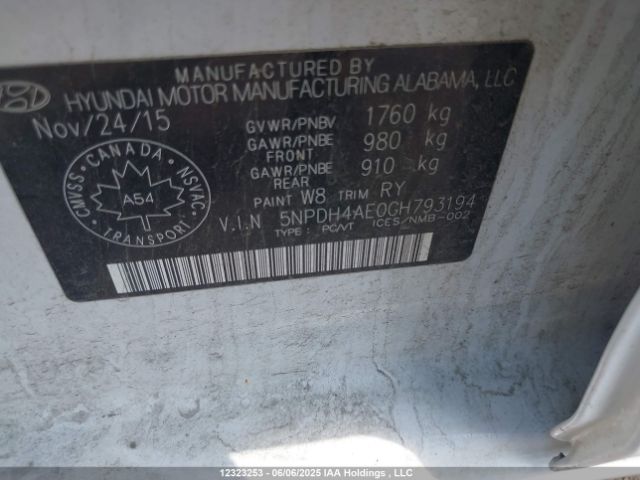 MANUFACTURED BY
HYUNDAI MOTOR MANUFACTURING ALABAMA, LLC
Nov/24/15
GVWR/PNBV 1760 kg
GAWR/PNBE FRONT 980 kg
GAWR/PNBE REAR 910 kg
PAINT W8 TRIM RY
V.I.N 5NPDH4AE0GH793194
TYPE: PC/VT ICES/NMB-002
CANADA
CMVSS
NSVAC
A54
TRANSPORT
12323253 - 06/06/2025 IAA Holdings , LLC